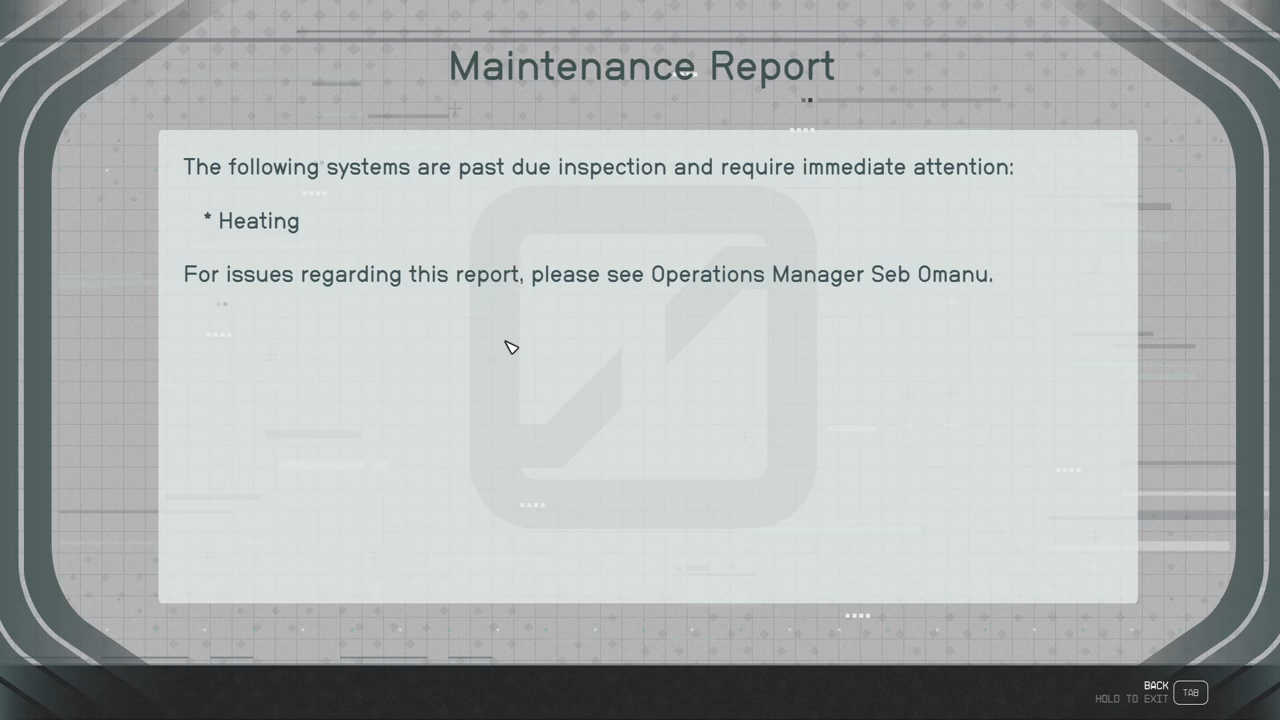 Maintenance Report
The following systems are past due inspection and require immediate attention:
* Heating
For issues regarding this report, please see Operations Manager Seb Omanu.
BACK
HOLD TO EXIT TAB